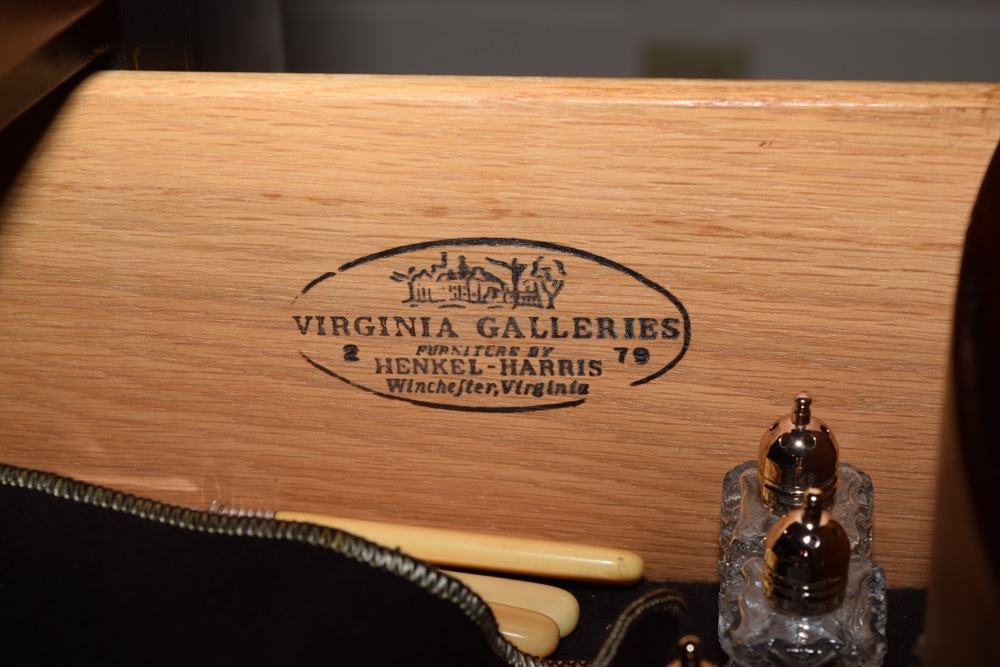 VIRGINIA GALLERIES
2 FURNITURE BY 79
HENKEL-HARRIS
Wincheſter, Virginia